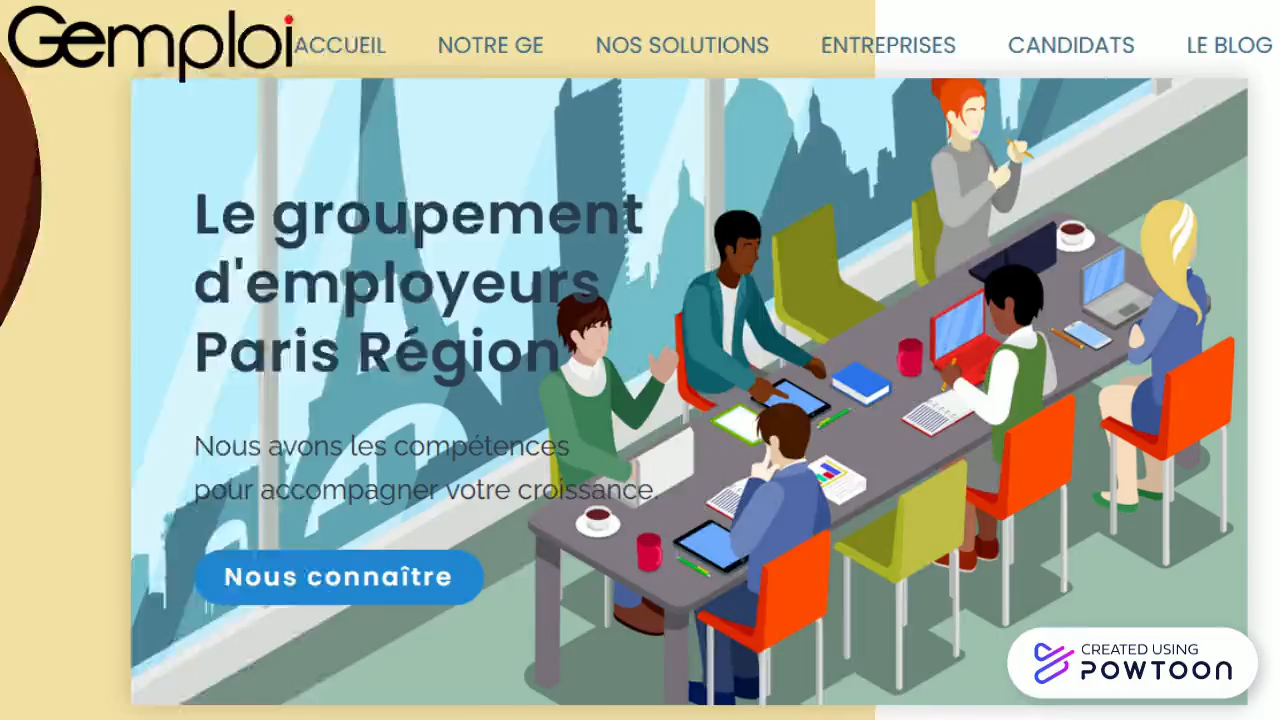 Gemploi
ACCUEIL NOTRE GE NOS SOLUTIONS ENTREPRISES CANDIDATS LE BLOG
Le groupement
d'employeurs
Paris Région
Nous avons les compétences
pour accompagner votre croissance.
Nous connaître
CREATED USING
POWTOON